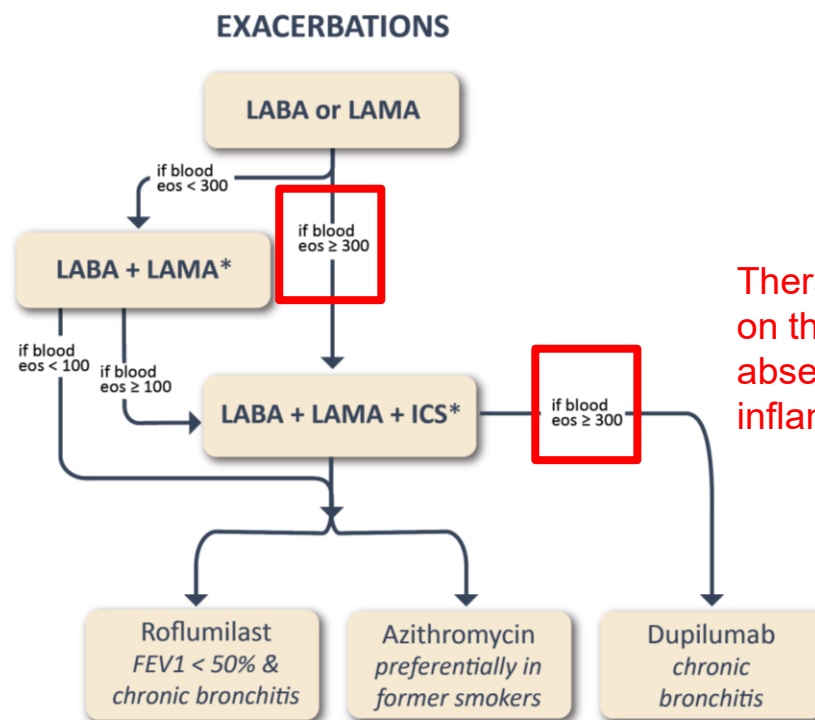 EXACERBATIONS
LABA or LAMA
if blood
eos < 300
if blood
eos ≥ 300
LABA + LAMA*
if blood
eos < 100
if blood
eos ≥ 100
LABA + LAMA + ICS*
if blood
eos ≥ 300
on th
Roflumilast
FEV1 < 50% &
chronic bronchitis
Azithromycin
preferentially in
former smokers
Dupilumab
chronic
bronchitis